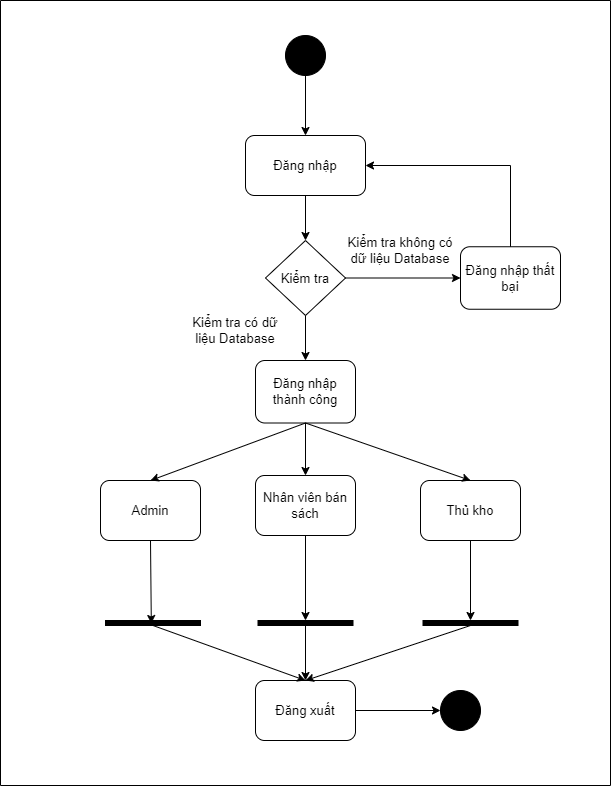 Đăng nhập
Kiểm tra không có
dữ liệu Database
Kiểm tra
Đăng nhập thất
bại
Kiểm tra có dữ
liệu Database
Đăng nhập
thành công
Admin
Nhân viên bán
sách
Thủ kho
Đăng xuất